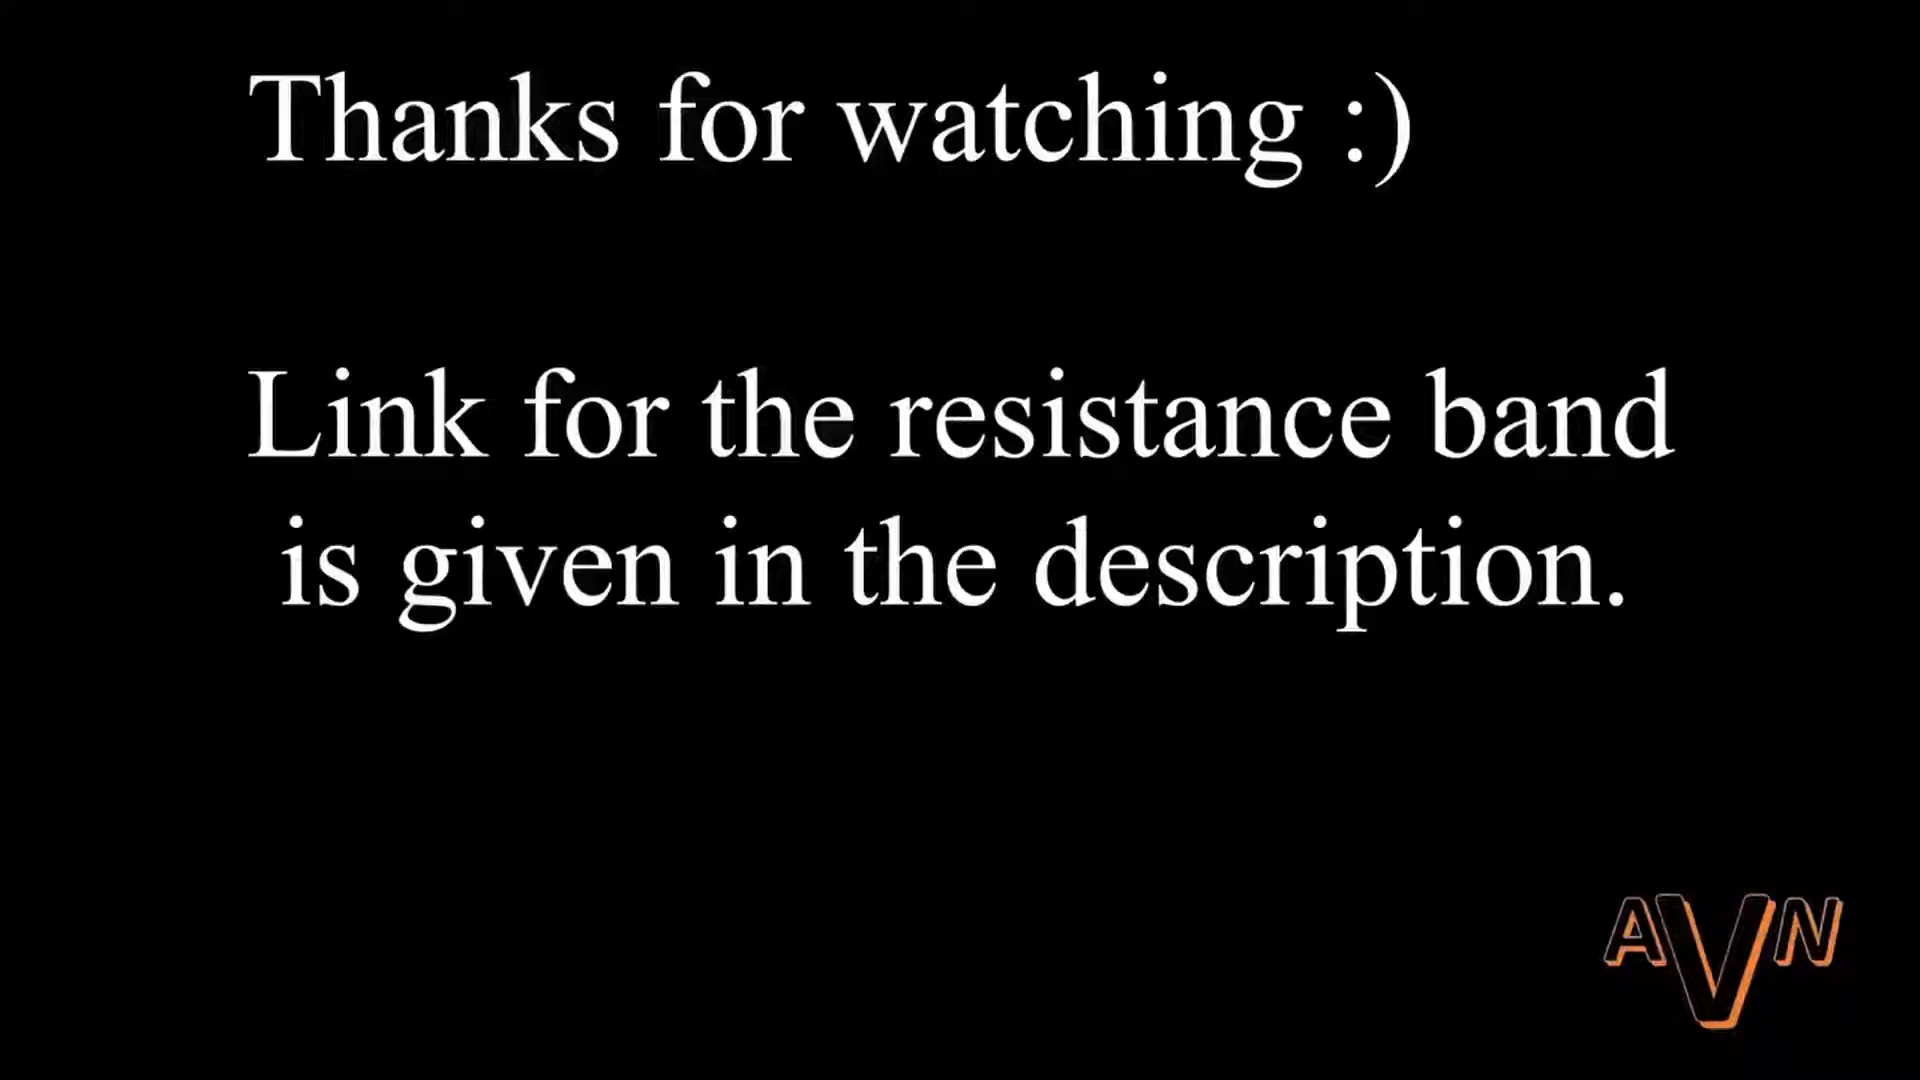 Thanks for watching :)
Link for the resistance band
is given in the description.
AVN